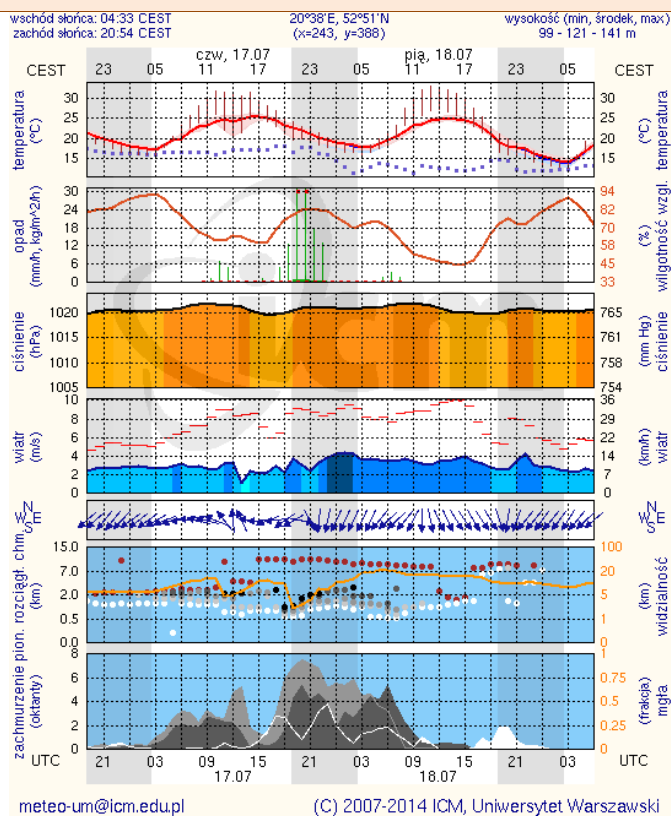 wschód słońca: 04:33 CEST 20°38'E, 52°51'N wysokość (min, środek, max)
zachód słońca: 20:54 CEST (x=243, y=388) 99 - 121 - 141 m
czw, 17.07 pią, 18.07
CEST 23 05 11 17 23 05 11 17 23 05 CEST
temperatura (°C)
30
25
20
15
30
25
20
15
(°C) temperatura
opad (mm/h, kg/m^2/h)
30
24
18
12
6
0
94
82
70
58
45
33
(%) wilgotność wzgl.
icm
ciśnienie (hPa)
1020
1015
1010
1005
765
761
758
754
(mm Hg) ciśnienie
wiatr (m/s)
10
8
6
4
2
0
36
29
22
14
7
0
(km/h) wiatr
N
W E
S
N
W E
S
pion. rozciągł. chm. (km)
15.0
7.0
2.0
0.5
0.0
100
20
5
1
0
(km) widzialność
zachmurzenie (oktanty)
8
6
4
2
0
1
0.75
0.5
0.25
0
(frakcja) mgła
UTC 21 03 09 15 21 03 09 15 21 03 UTC
17.07 18.07
meteo-um@icm.edu.pl (C) 2007-2014 ICM, Uniwersytet Warszawski